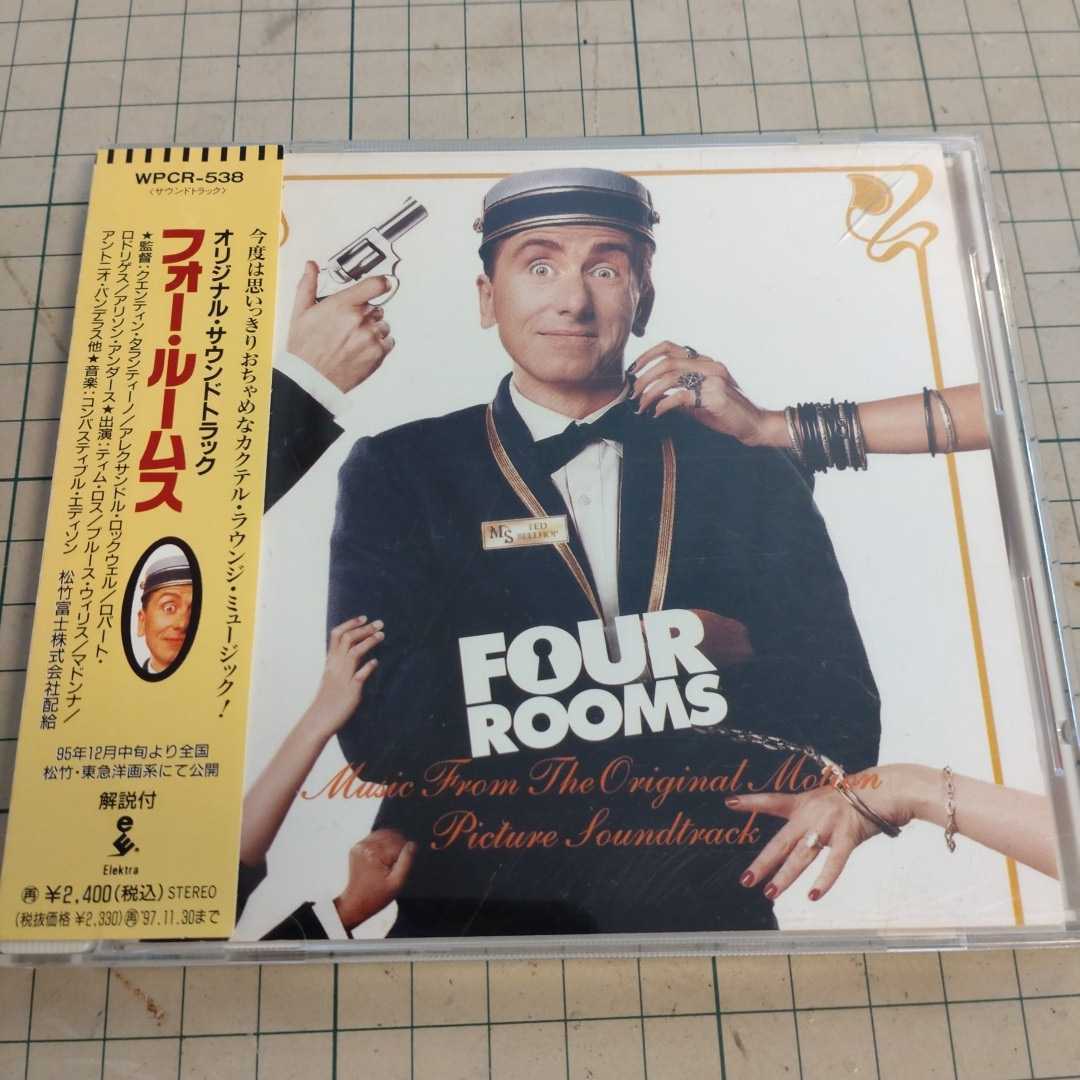 WPCR-538
〈サウンドトラック〉
今度は思いっきりおちゃめなカクテル・ラウンジ・ミュージック!
オリジナル・サウンドトラック
フォー・ルームス
★監督:クエンティン・タランティーノ/アレクサンドル・ロックウェル/ロバート・
ロドリゲス/アリソン・アンダース★出演:ティム・ロス/ブルース・ウィリス/マドンナ/
アントニオ・バンデラス他★音楽:コンバスティブル・エディソン
松竹富士株式会社配給
95年12月中旬より全国
松竹・東急洋画系にて公開
解説付
Elektra
再 ¥2,400(税込) STEREO
(税抜価格 ¥2,330) 再 '97.11.30まで
MS TED
BELLHOP
FOUR
ROOMS
Music From The Original Motion
Picture Soundtrack